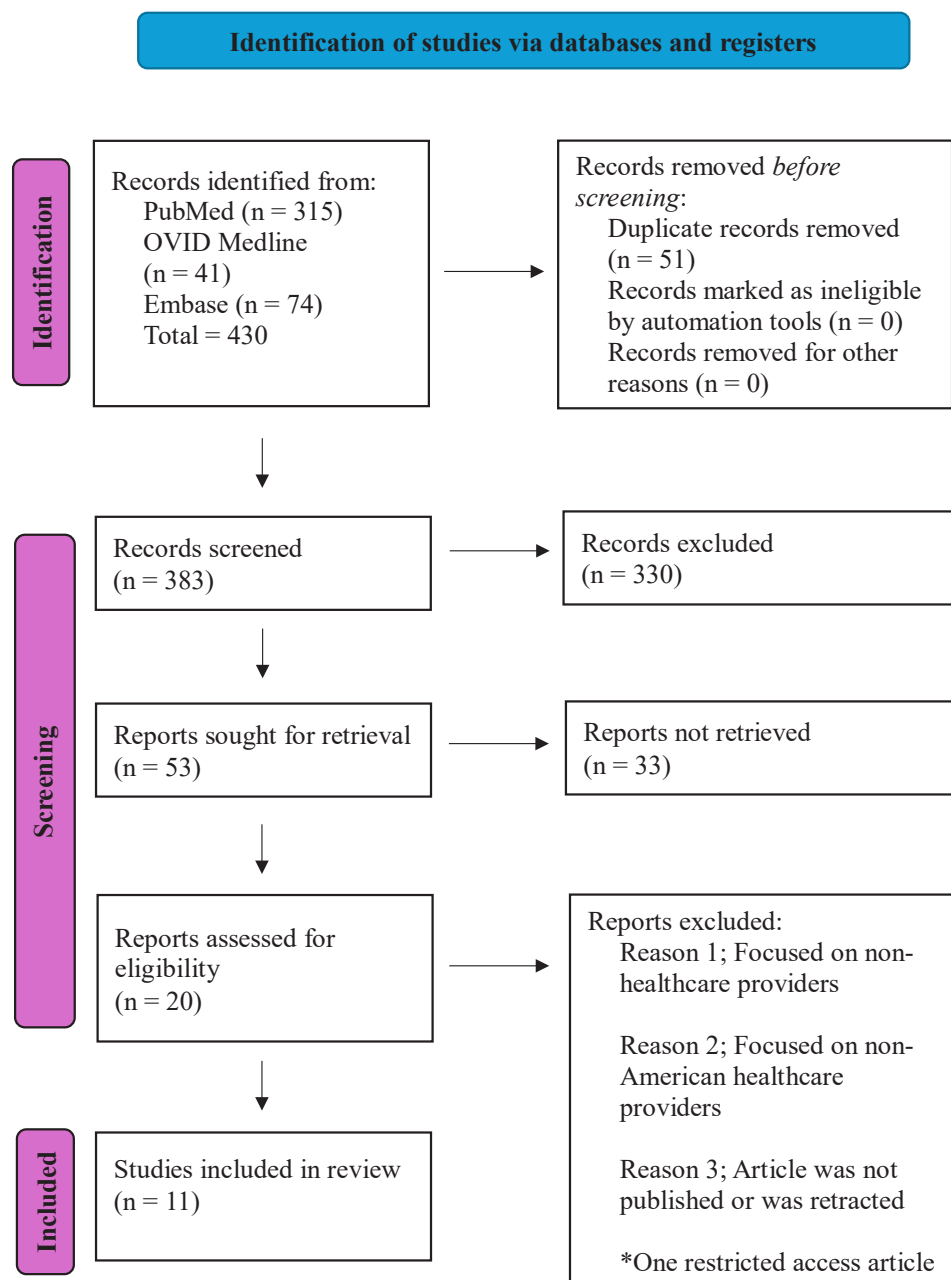 Identification of studies via databases and registers
Identification
Records identified from:
PubMed (n = 315)
OVID Medline
(n = 41)
Embase (n = 74)
Total = 430
Records removed before
screening:
Duplicate records removed
(n = 51)
Records marked as ineligible
by automation tools (n = 0)
Records removed for other
reasons (n = 0)
Screening
Records screened
(n = 383)
Records excluded
(n = 330)
Reports sought for retrieval
(n = 53)
Reports not retrieved
(n = 33)
Reports assessed for
eligibility
(n = 20)
Reports excluded:
Reason 1; Focused on non-
healthcare providers
Reason 2; Focused on non-
American healthcare
providers
Reason 3; Article was not
published or was retracted
*One restricted access article
Included
Studies included in review
(n = 11)